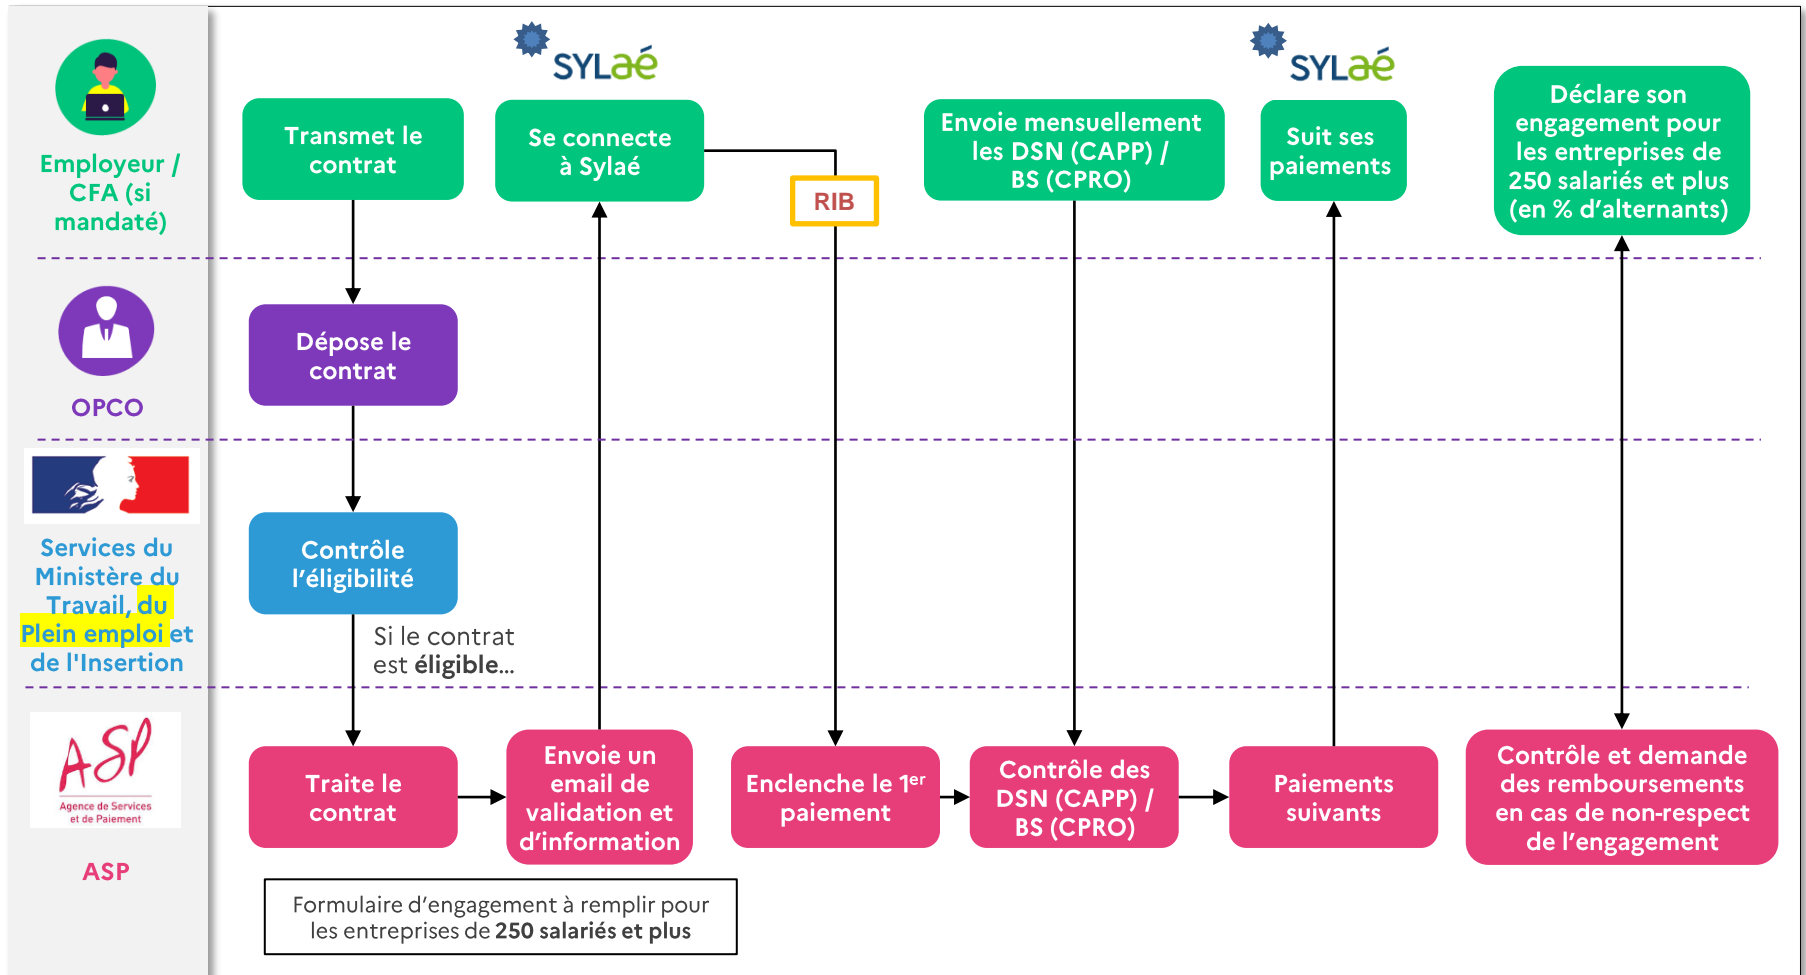 SYLaé
SYLaé
Employeur /
CFA (si
mandaté)
Transmet le
contrat
Se connecte
à Sylaé
RIB
Envoie mensuellement
les DSN (CAPP) /
BS (CPRO)
Suit ses
paiements
Déclare son
engagement pour
les entreprises de
250 salariés et plus
(en % d’alternants)
OPCO
Dépose le
contrat
Services du
Ministère du
Travail, du
Plein emploi et
de l'Insertion
Contrôle
l’éligibilité
Si le contrat
est éligible...
ASP
Agence de Services
et de Paiement
ASP
Traite le
contrat
Envoie un
email de
validation et
d’information
Enclenche le 1er
paiement
Contrôle des
DSN (CAPP) /
BS (CPRO)
Paiements
suivants
Contrôle et demande
des remboursements
en cas de non-respect
de l’engagement
Formulaire d’engagement à remplir pour
les entreprises de 250 salariés et plus